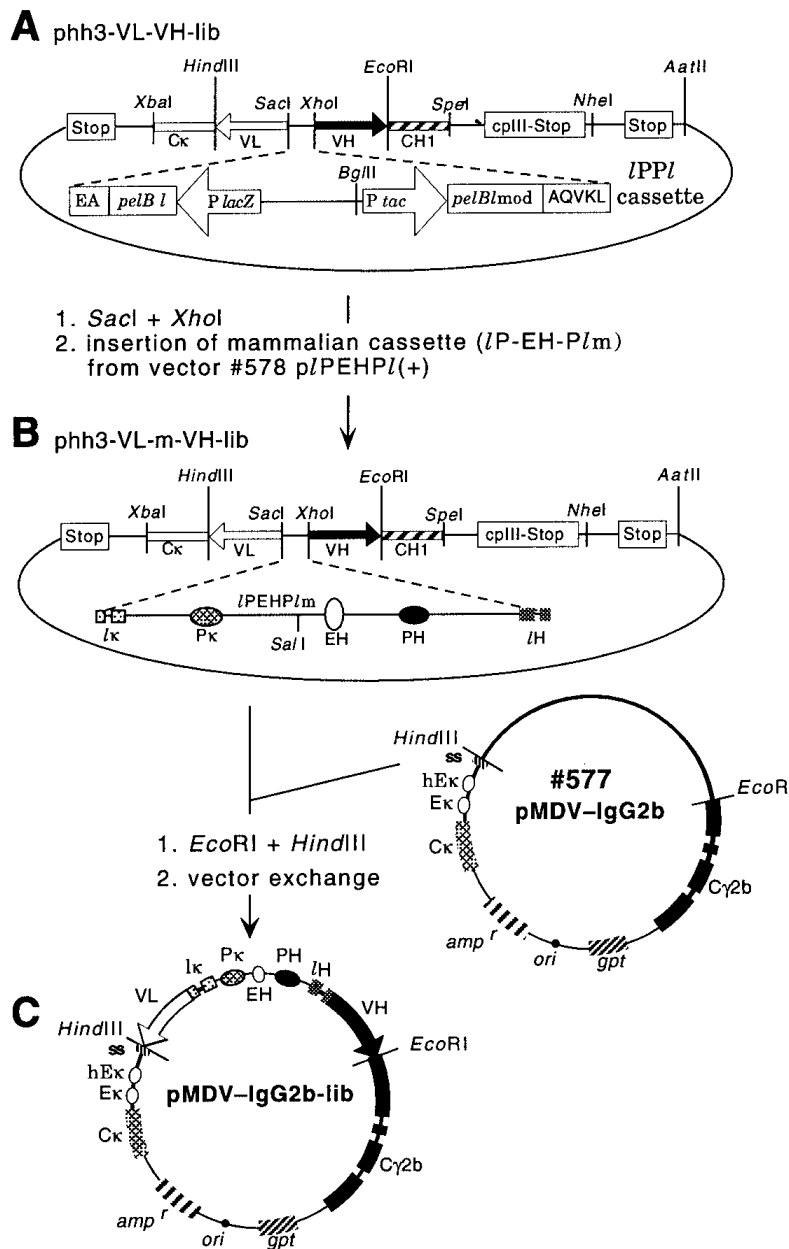 A phh3-VL-VH-lib
HindIII
EcoRI
AatII
XbaI
SacI
XhoI
SpeI
NheI
Stop
Cκ
VL
VH
CH1
cpIII-Stop
Stop
BglII
EA
pelB l
P lacZ
P tac
pelBlmod
AQVKL
lPPl
cassette
1. SacI + XhoI
2. insertion of mammalian cassette (lP-EH-Plm)
from vector #578 plPEHPl(+)
B phh3-VL-m-VH-lib
HindIII
EcoRI
AatII
XbaI
SacI
XhoI
SpeI
NheI
Stop
Cκ
VL
VH
CH1
cpIII-Stop
Stop
lPEHPlm
lκ
Pκ
SalI
EH
PH
lH
HindIII
ss
hEκ
Eκ
Cκ
#577
pMDV–IgG2b
EcoR
Cγ2b
amp r
ori
gpt
1. EcoRI + HindIII
2. vector exchange
C
VL
lκ
Pκ
EH
PH
lH
VH
HindIII
ss
EcoRI
hEκ
Eκ
pMDV–IgG2b-lib
Cκ
Cγ2b
amp r
ori
gpt